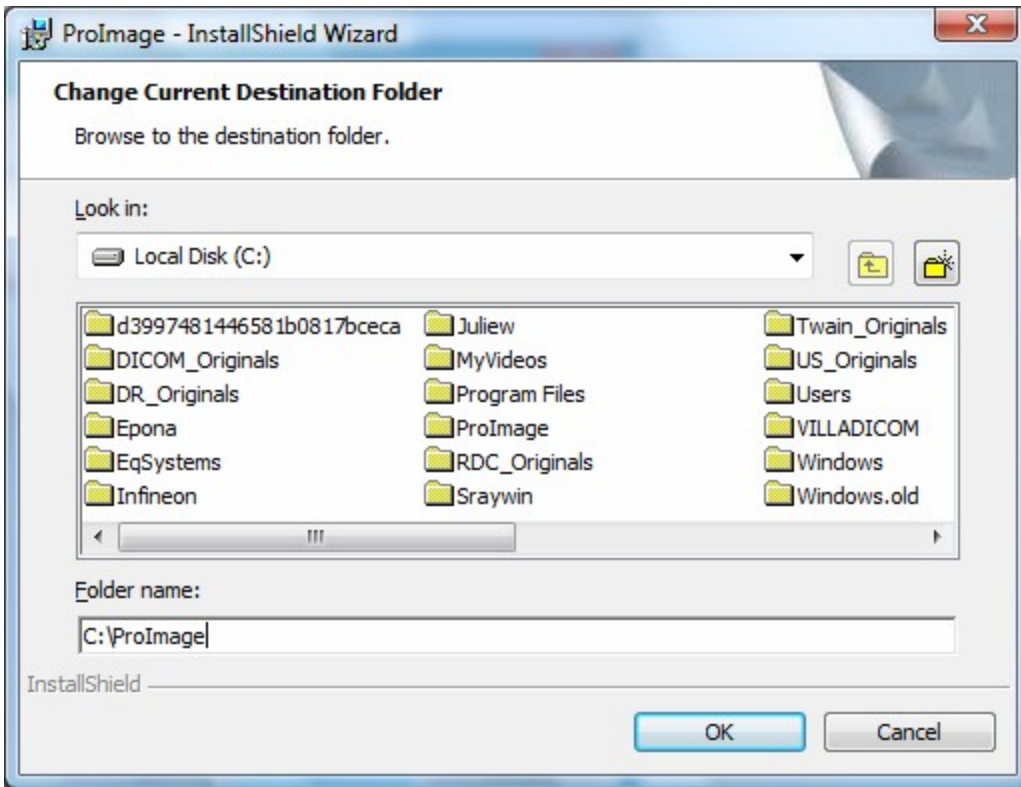 ProImage - InstallShield Wizard
Change Current Destination Folder
Browse to the destination folder.
Look in:
Local Disk (C:)
d3997481446581b0817bceca Juliew Twain_Originals
DICOM_Originals MyVideos US_Originals
DR_Originals Program Files Users
Epona ProImage VILLADICOM
EqSystems RDC_Originals Windows
Infineon Sraywin Windows.old
Folder name:
C:\ProImage
InstallShield
OK Cancel